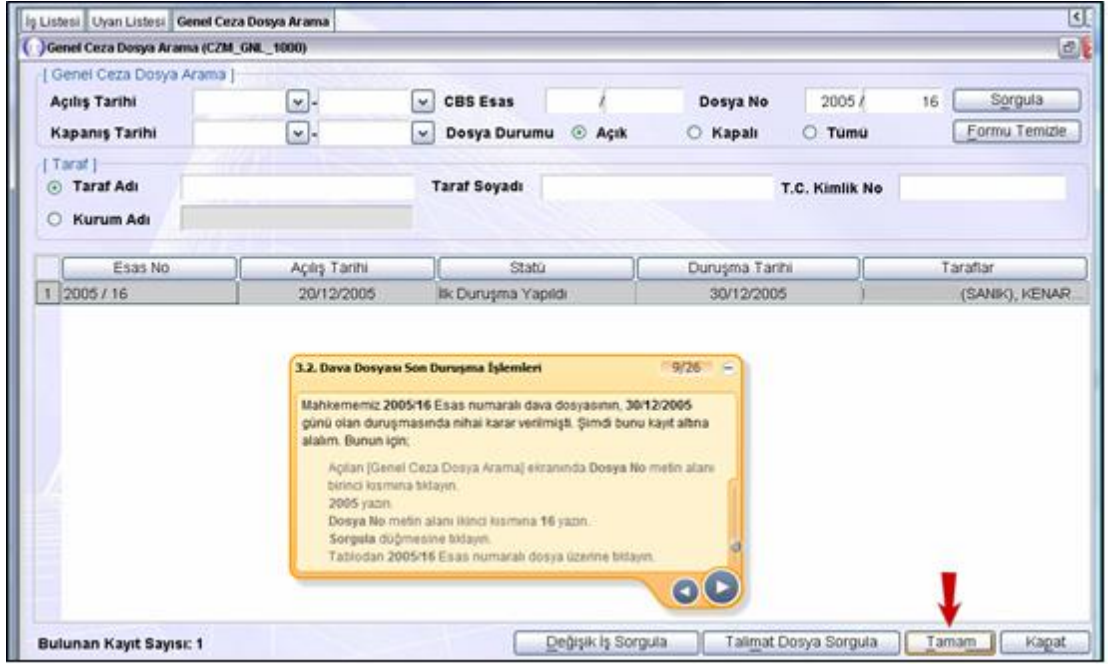 İş Listesi Uyarı Listesi Genel Ceza Dosya Arama
Genel Ceza Dosya Arama (CZM_GNL_1000)
[ Genel Ceza Dosya Arama ]
Açılış Tarihi - CBS Esas / Dosya No 2005 / 16 Sorgula
Kapanış Tarihi - Dosya Durumu Açık Kapalı Tümü Formu Temizle
[ Taraf ]
Taraf Adı Taraf Soyadı T.C. Kimlik No
Kurum Adı
Esas No Açılış Tarihi Statü Duruşma Tarihi Taraflar
1 2005 / 16 20/12/2005 İlk Duruşma Yapıldı 30/12/2005 ) (SANIK), KENAR...
3.2. Dava Dosyası Son Duruşma İşlemleri 9/26
Mahkememiz 2005/16 Esas numaralı dava dosyasının, 30/12/2005
günü olan duruşmasında nihai karar verilmişti. Şimdi bunu kayıt altına
alalım. Bunun için;
Açılan [Genel Ceza Dosya Arama] ekranında Dosya No metin alanı
birinci kısmına tıklayın.
2005 yazın.
Dosya No metin alanı ikinci kısmına 16 yazın.
Sorgula düğmesine tıklayın.
Tablodan 2005/16 Esas numaralı dosya üzerine tıklayın.
Bulunan Kayıt Sayısı: 1 Değişik İş Sorgula Talimat Dosya Sorgula Tamam Kapat